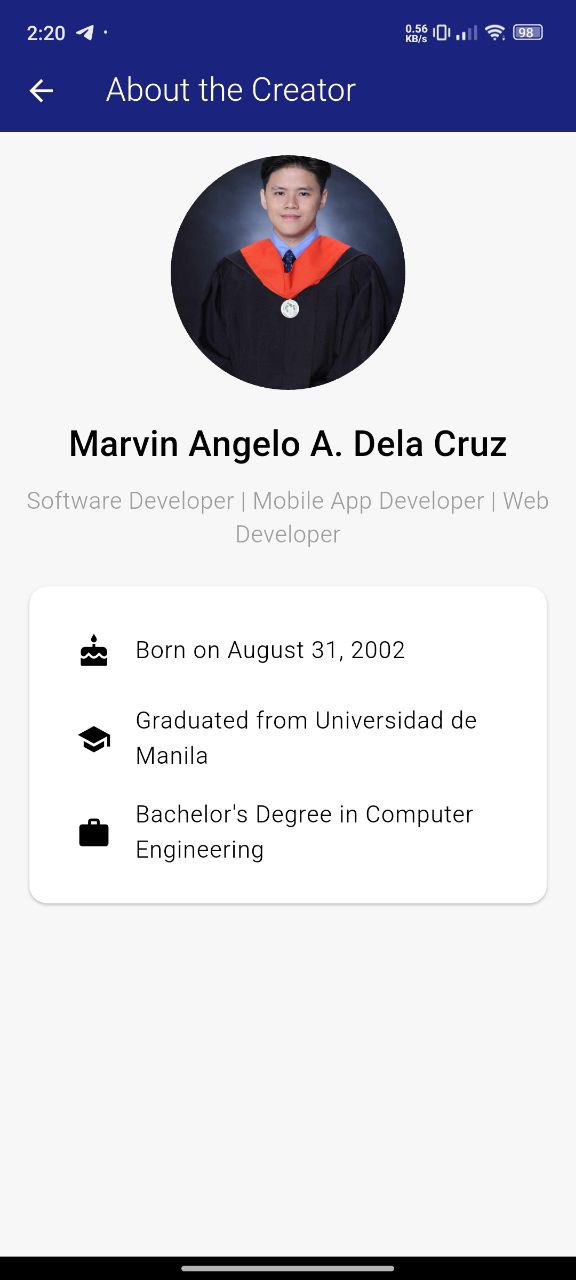 2:20
0.56
KB/s
98
About the Creator
Marvin Angelo A. Dela Cruz
Software Developer | Mobile App Developer | Web
Developer
Born on August 31, 2002
Graduated from Universidad de
Manila
Bachelor's Degree in Computer
Engineering